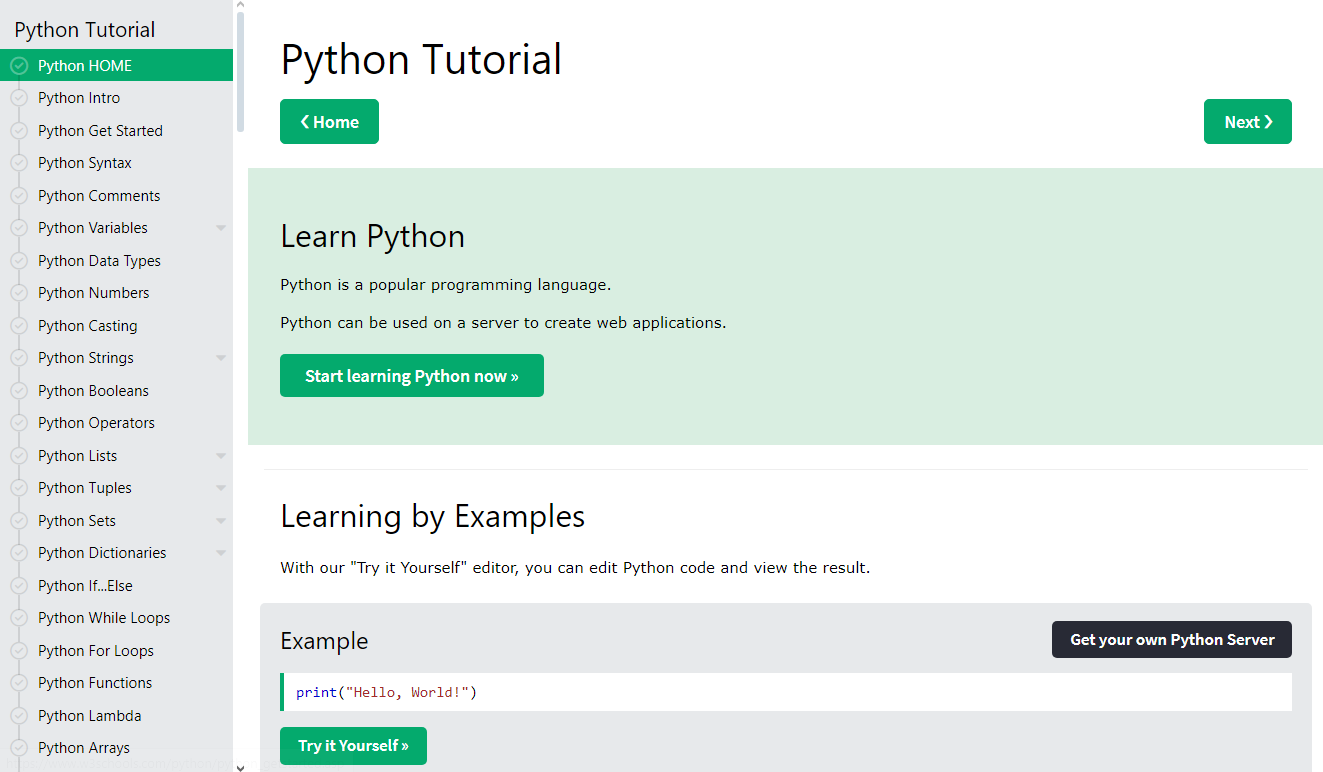 Python Tutorial
Python HOME
Python Intro
Python Get Started
Python Syntax
Python Comments
Python Variables
Python Data Types
Python Numbers
Python Casting
Python Strings
Python Booleans
Python Operators
Python Lists
Python Tuples
Python Sets
Python Dictionaries
Python If...Else
Python While Loops
Python For Loops
Python Functions
Python Lambda
Python Arrays
Python Tutorial
❮ Home
Next ❯
Learn Python
Python is a popular programming language.
Python can be used on a server to create web applications.
Start learning Python now »
Learning by Examples
With our "Try it Yourself" editor, you can edit Python code and view the result.
Example
Get your own Python Server
print("Hello, World!")
Try it Yourself »